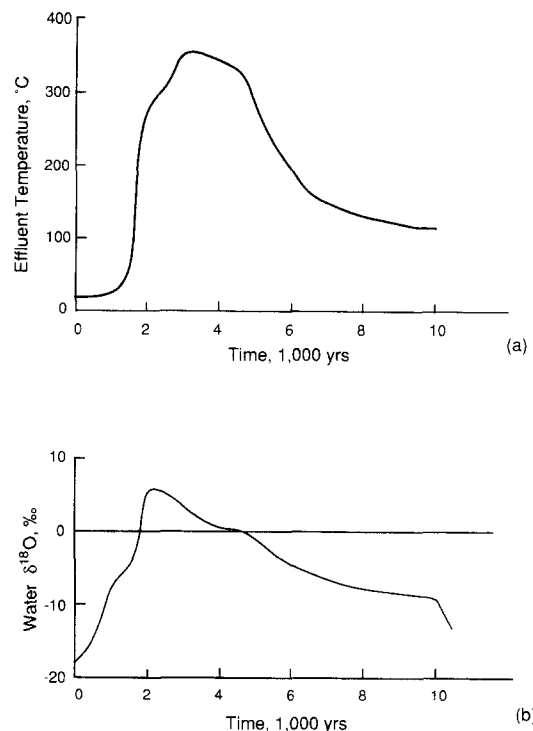 400
300
200
100
0
Effluent Temperature, °C
0 2 4 6 8 10
Time, 1,000 yrs
(a)
10
0
-10
-20
Water δ18O, ‰
0 2 4 6 8 10
Time, 1,000 yrs
(b)